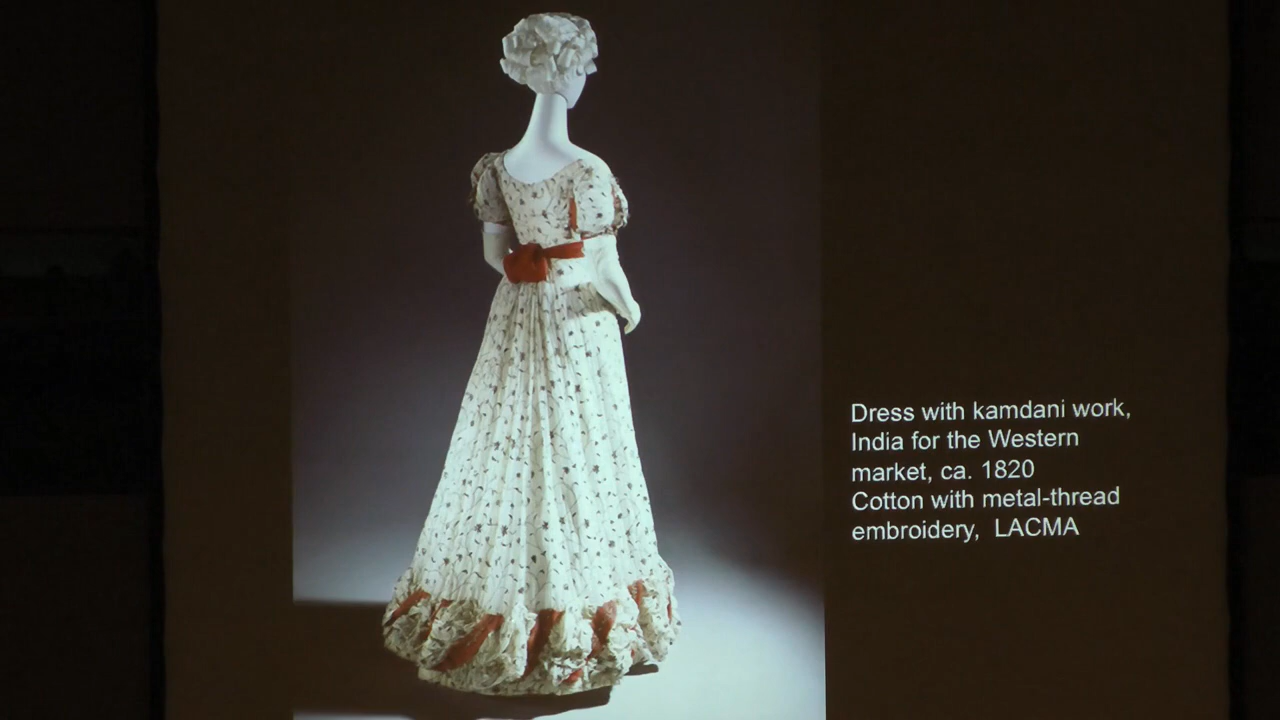 Dress with kamdani work,
India for the Western
market, ca. 1820
Cotton with metal-thread
embroidery,  LACMA